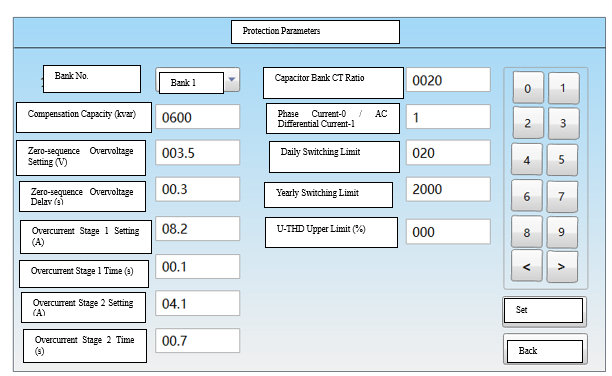 Protection Parameters
Bank No.
Bank 1
Compensation Capacity (kvar)
0600
Zero-sequence Overvoltage
Setting (V)
003.5
Zero-sequence Overvoltage
Delay (s)
00.3
Overcurrent Stage 1 Setting
(A)
08.2
Overcurrent Stage 1 Time (s)
00.1
Overcurrent Stage 2 Setting
(A)
04.1
Overcurrent Stage 2 Time
(s)
00.7
Capacitor Bank CT Ratio
0020
Phase Current-0 / AC
Differential Current-1
1
Daily Switching Limit
020
Yearly Switching Limit
2000
U-THD Upper Limit (%)
000
0 1
2 3
4 5
6 7
8 9
< >
Set
Back